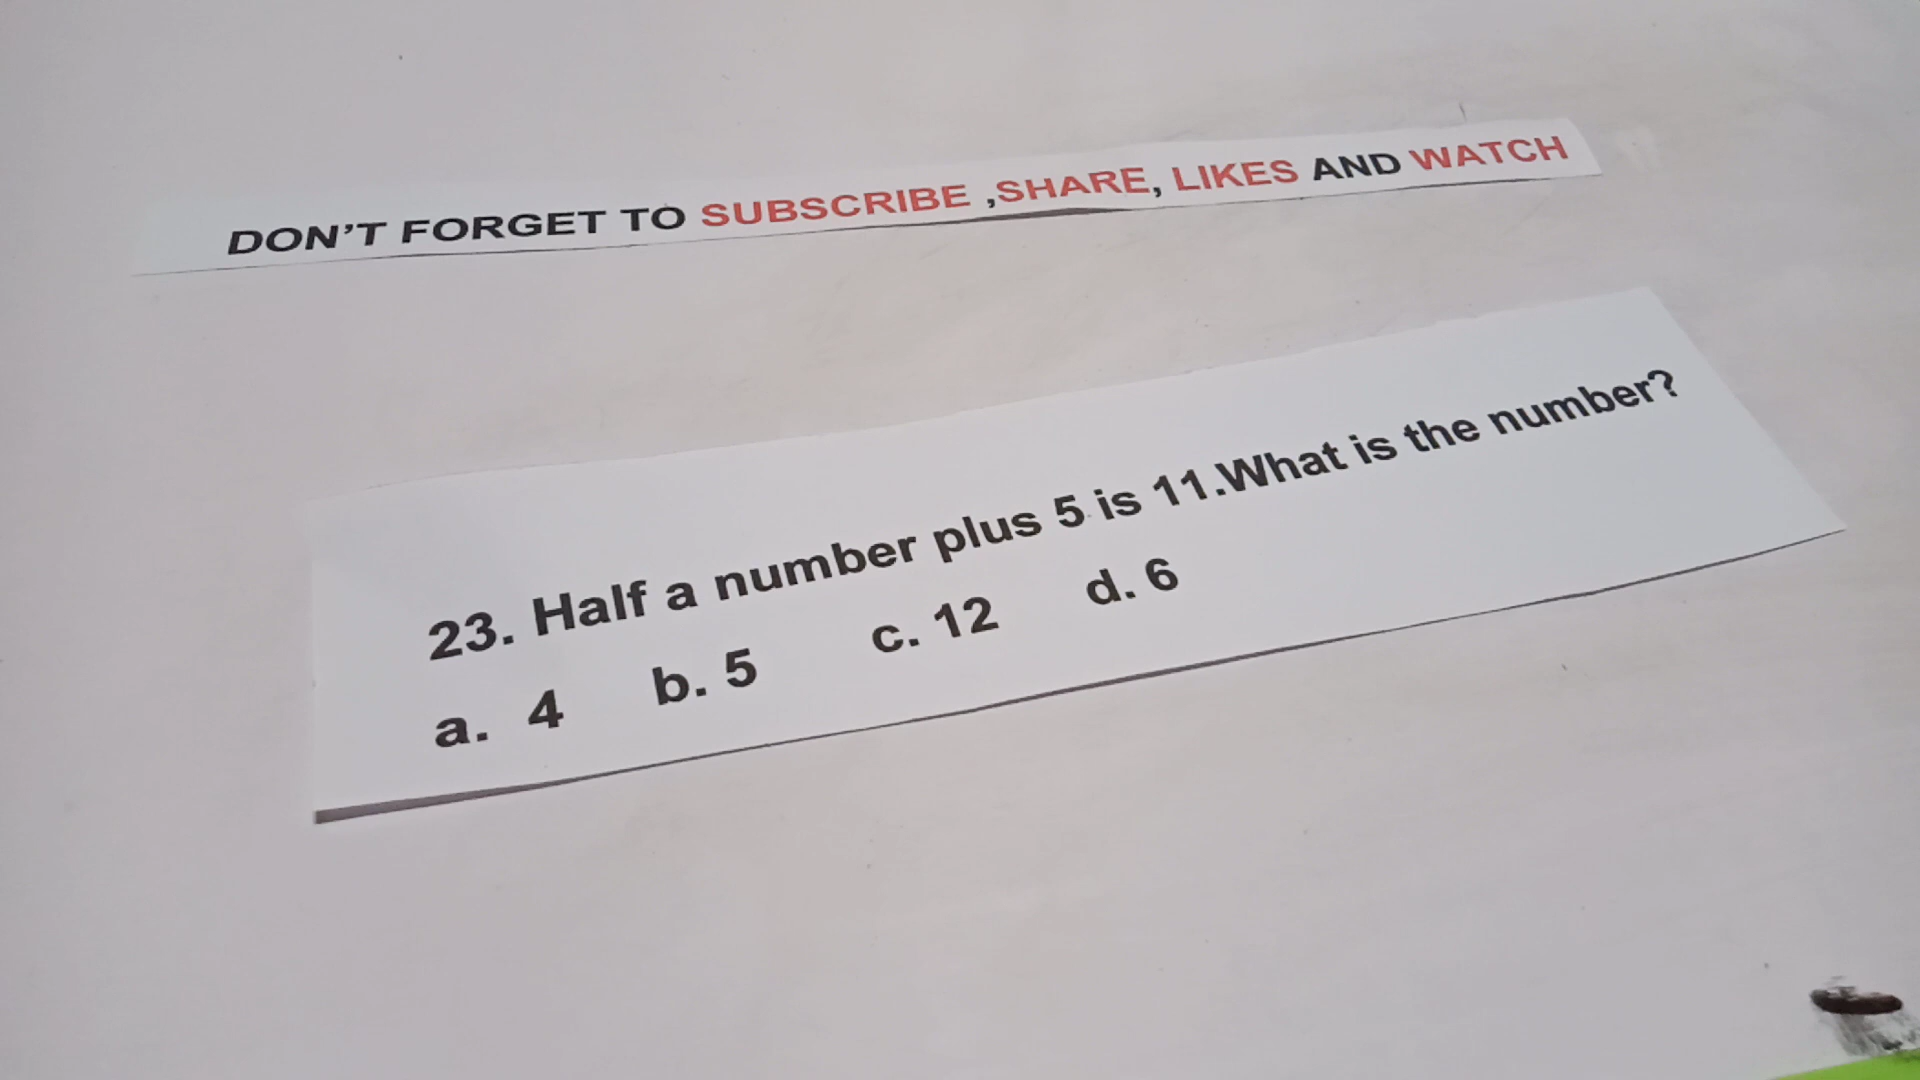 DON'T FORGET TO SUBSCRIBE ,SHARE, LIKES AND WATCH
23. Half a number plus 5 is 11.What is the number?
a. 4 b. 5 c. 12 d. 6